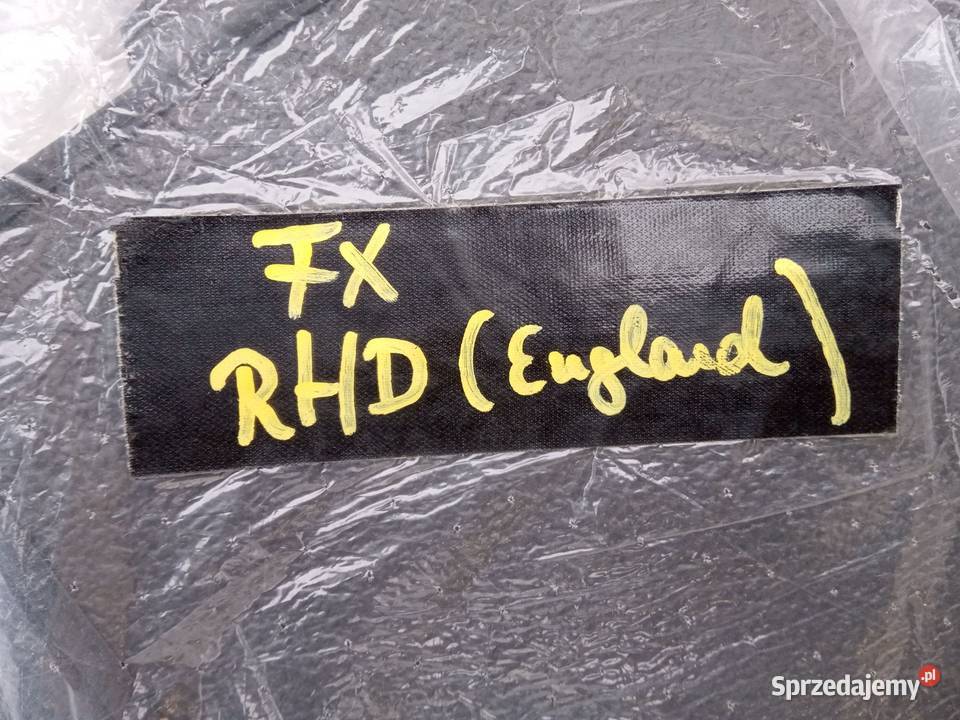 FX
RHD (England)
Sprzedajemy.pl